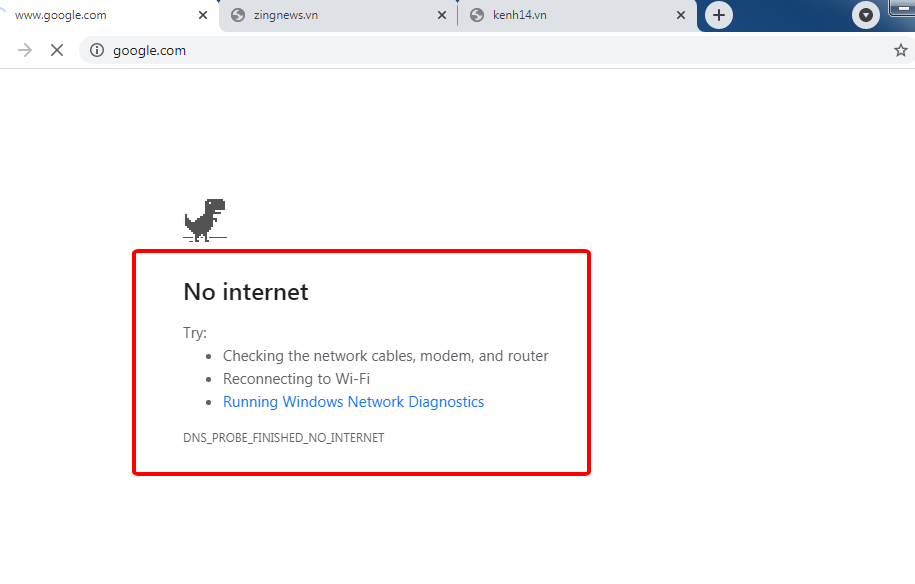 www.google.com
zingnews.vn
kenh14.vn
google.com
No internet
Try:
Checking the network cables, modem, and router
Reconnecting to Wi-Fi
Running Windows Network Diagnostics
DNS_PROBE_FINISHED_NO_INTERNET